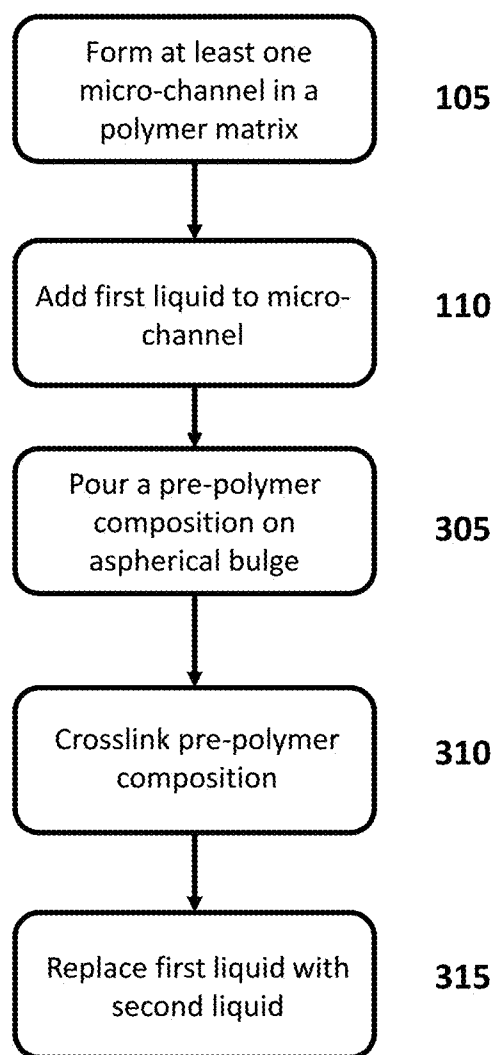 Form at least one
micro-channel in a
polymer matrix
105
Add first liquid to micro-
channel
110
Pour a pre-polymer
composition on
aspherical bulge
305
Crosslink pre-polymer
composition
310
Replace first liquid with
second liquid
315